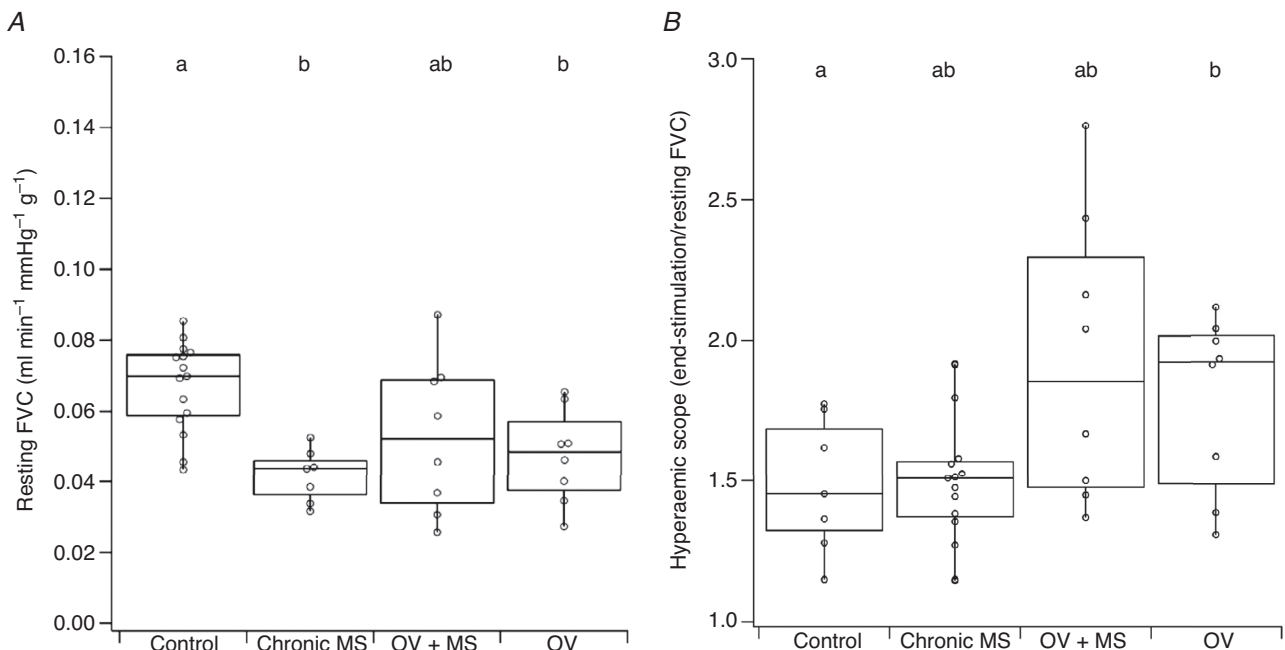 A
Resting FVC (ml min⁻¹ mmHg⁻¹ g⁻¹)
0.16
0.14
0.12
0.10
0.08
0.06
0.04
0.02
0.00
a b ab b
Control Chronic MS OV + MS OV
B
Hyperaemic scope (end-stimulation/resting FVC)
3.0
2.5
2.0
1.5
1.0
a ab ab b
Control Chronic MS OV + MS OV